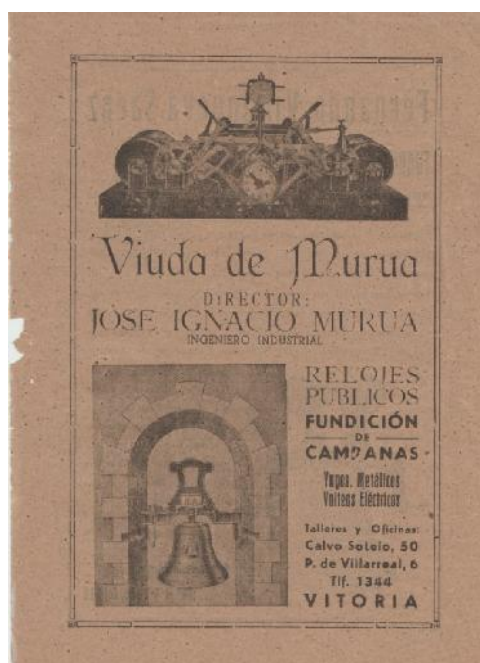 Viuda de Murua
DIRECTOR:
JOSE IGNACIO MURUA
INGENIERO INDUSTRIAL
RELOJES
PUBLICOS
FUNDICIÓN
DE
CAMPANAS
Yugos Metálicos
Volteos Eléctricos
Talleres y Oficinas:
Calvo Sotelo, 50
P. de Villarreal, 6
Tlf. 1344
VITORIA